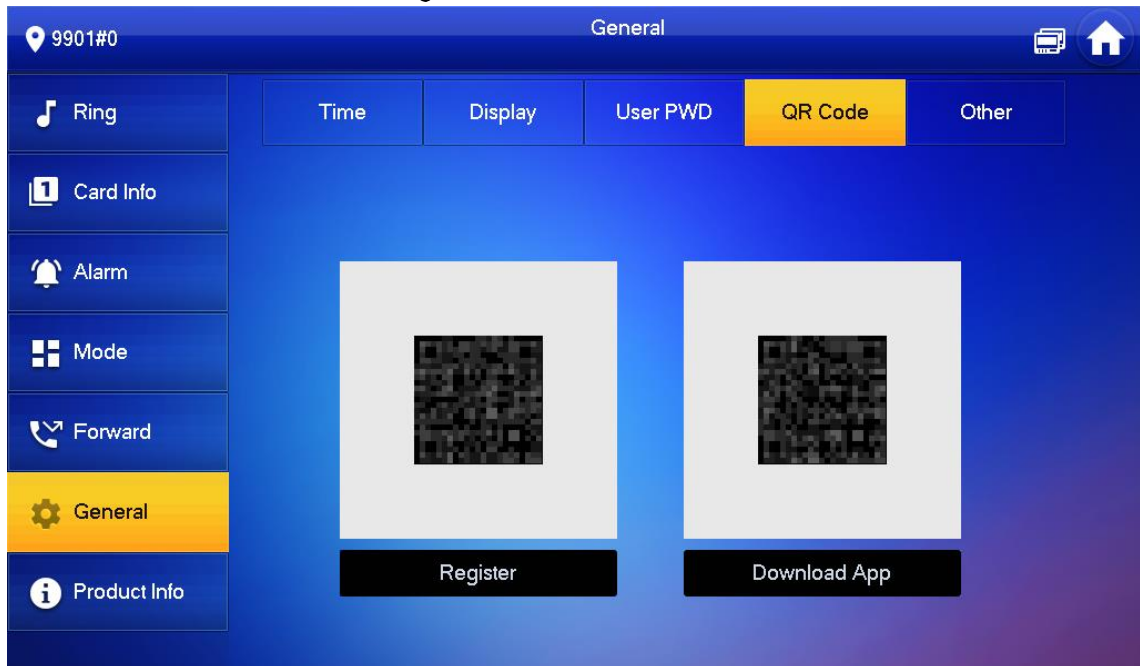 9901#0
General
Ring
Card Info
Alarm
Mode
Forward
General
Product Info
Time
Display
User PWD
QR Code
Other
Register
Download App